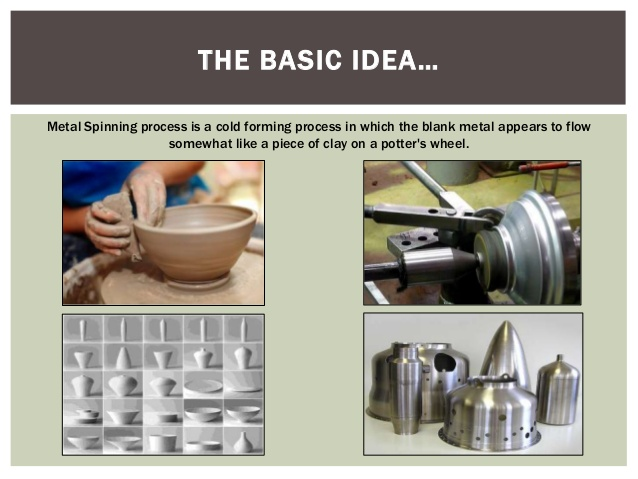 THE BASIC IDEA...
Metal Spinning process is a cold forming process in which the blank metal appears to flow
somewhat like a piece of clay on a potter's wheel.